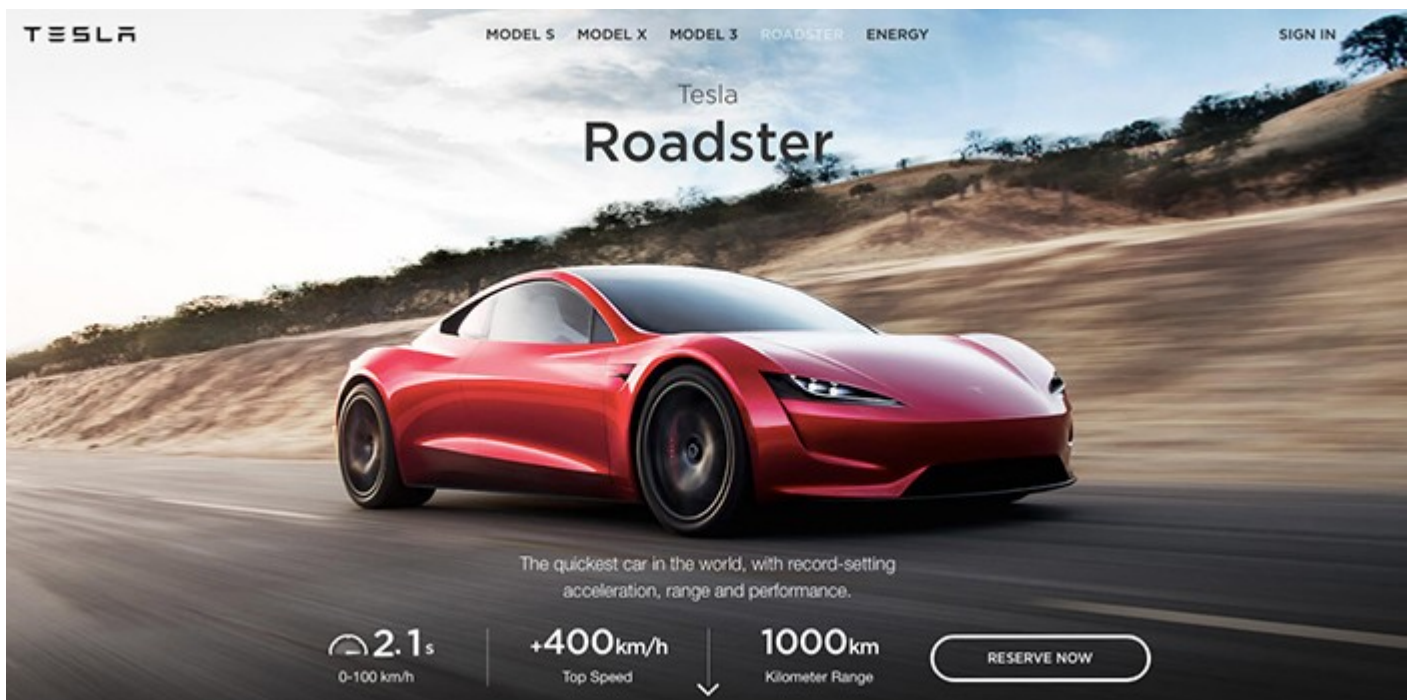 TESLA
MODEL S MODEL X MODEL 3 ROADSTER ENERGY
SIGN IN
Tesla
Roadster
The quickest car in the world, with record-setting
acceleration, range and performance.
2.1s
0-100 km/h
+400km/h
Top Speed
1000km
Kilometer Range
RESERVE NOW